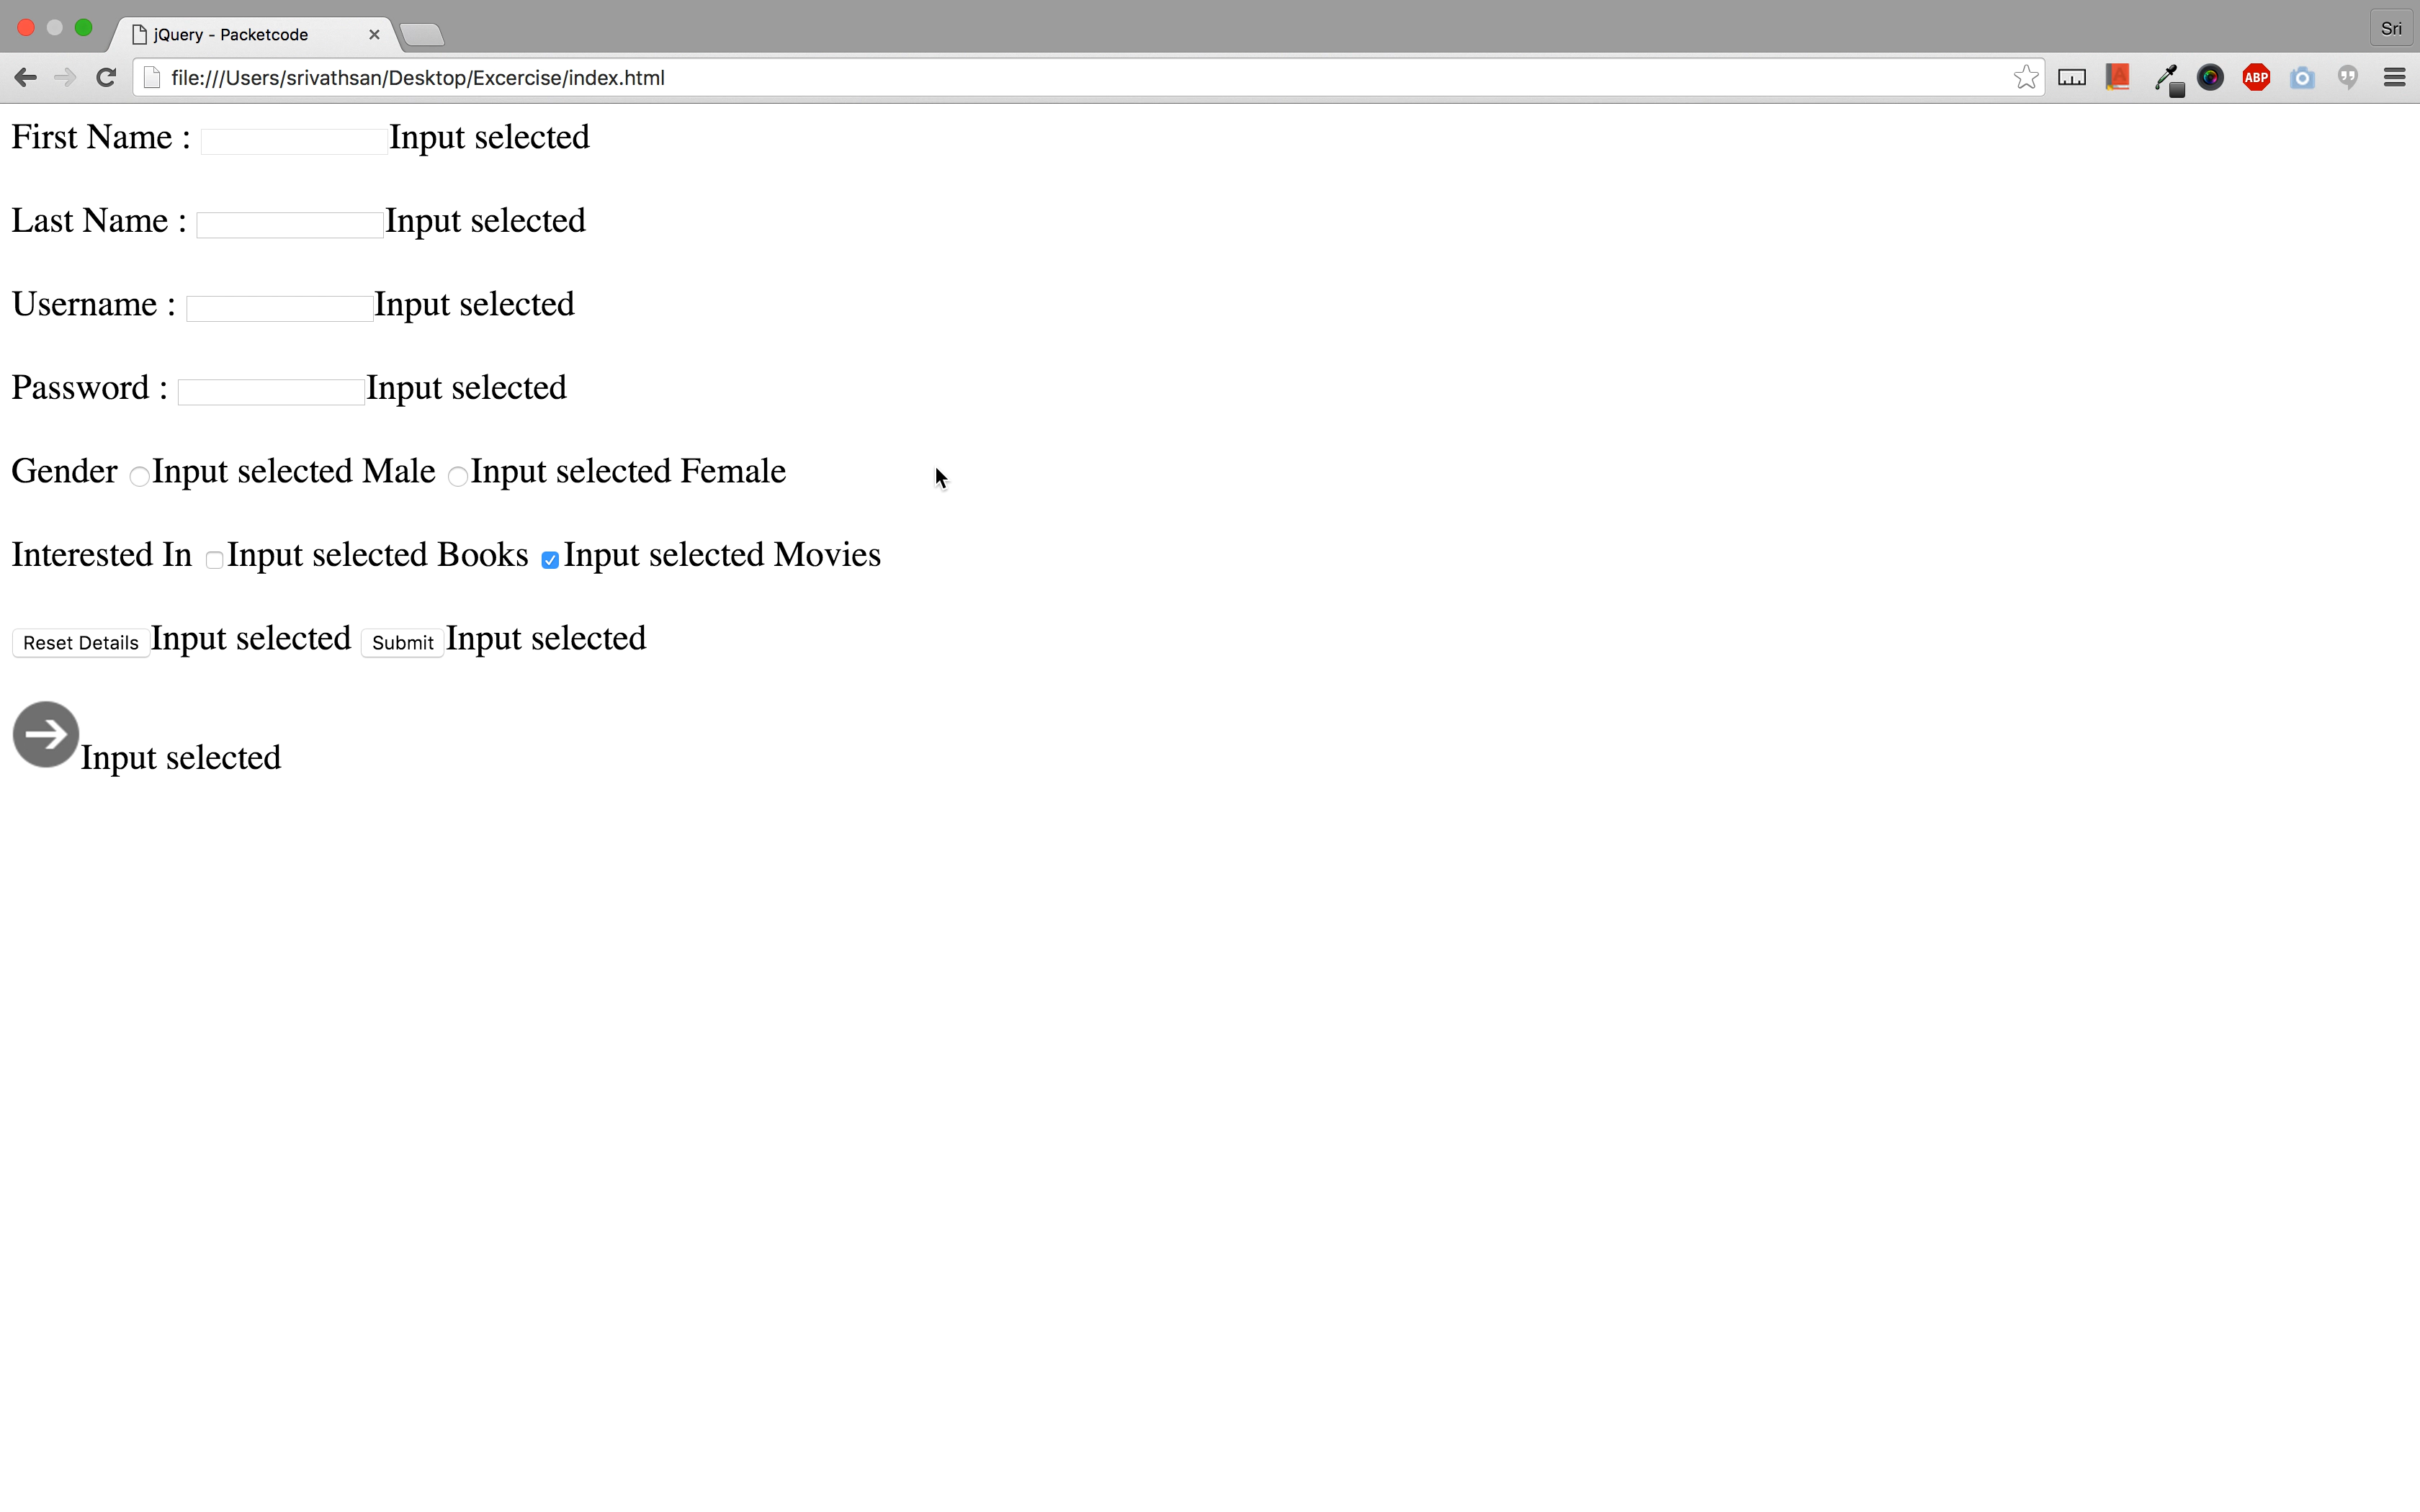 jQuery - Packetcode
Sri
file:///Users/srivathsan/Desktop/Excercise/index.html
ABP
First Name : Input selected
Last Name : Input selected
Username : Input selected
Password : Input selected
Gender Input selected Male Input selected Female
Interested In Input selected Books Input selected Movies
Reset Details Input selected Submit Input selected
Input selected